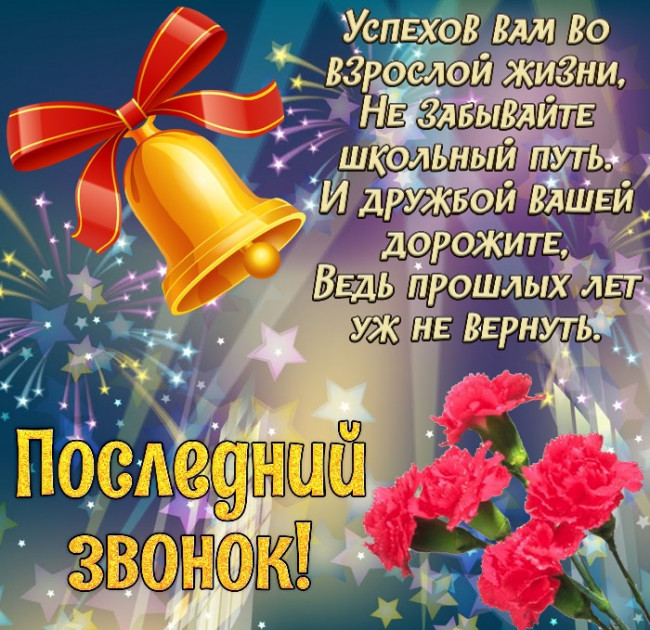 Успехов вам во
взрослой жизни,
Не забывайте
школьный путь.
И дружбой вашей
дорожите,
Ведь прошлых лет
уж не вернуть.
Последний
звонок!